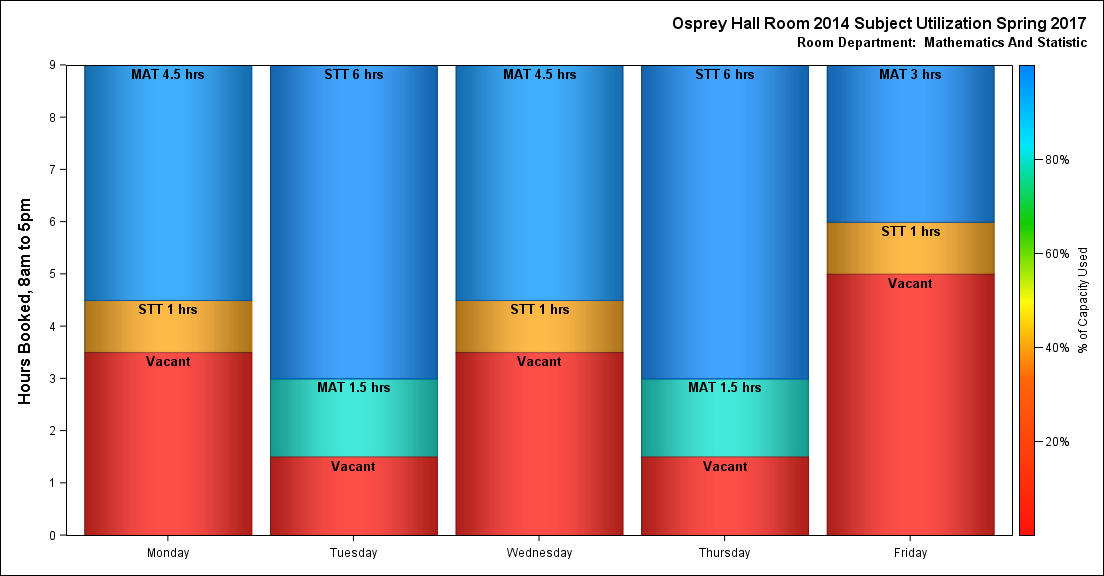 Osprey Hall Room 2014 Subject Utilization Spring 2017
Room Department:  Mathematics And Statistic
Hours Booked, 8am to 5pm
9
8
7
6
5
4
3
2
1
0
MAT 4.5 hrs
STT 1 hrs
Vacant
STT 6 hrs
MAT 1.5 hrs
Vacant
MAT 4.5 hrs
STT 1 hrs
Vacant
STT 6 hrs
MAT 1.5 hrs
Vacant
MAT 3 hrs
STT 1 hrs
Vacant
Monday
Tuesday
Wednesday
Thursday
Friday
80%
60%
40%
20%
% of Capacity Used